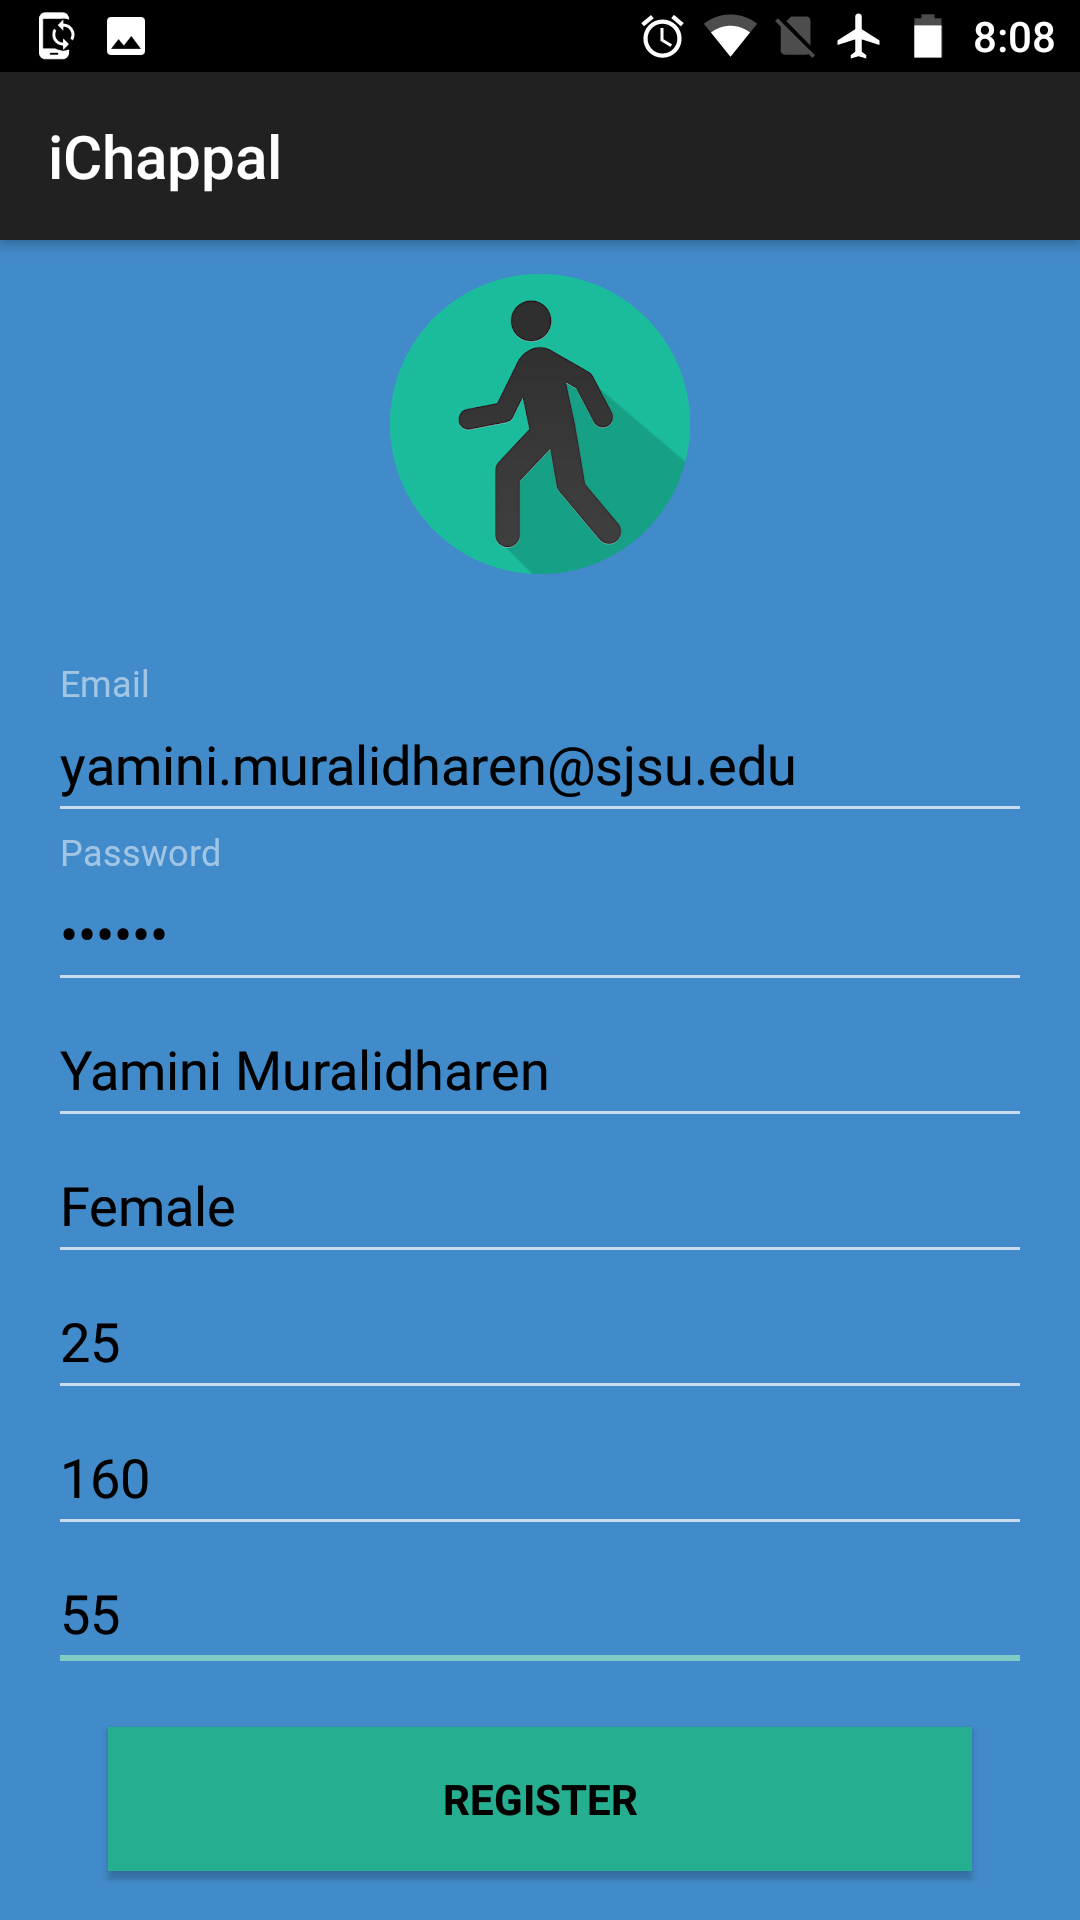 8:08
iChappal
Email
yamini.muralidharen@sjsu.edu
Password
••••••
Yamini Muralidharen
Female
25
160
55
REGISTER